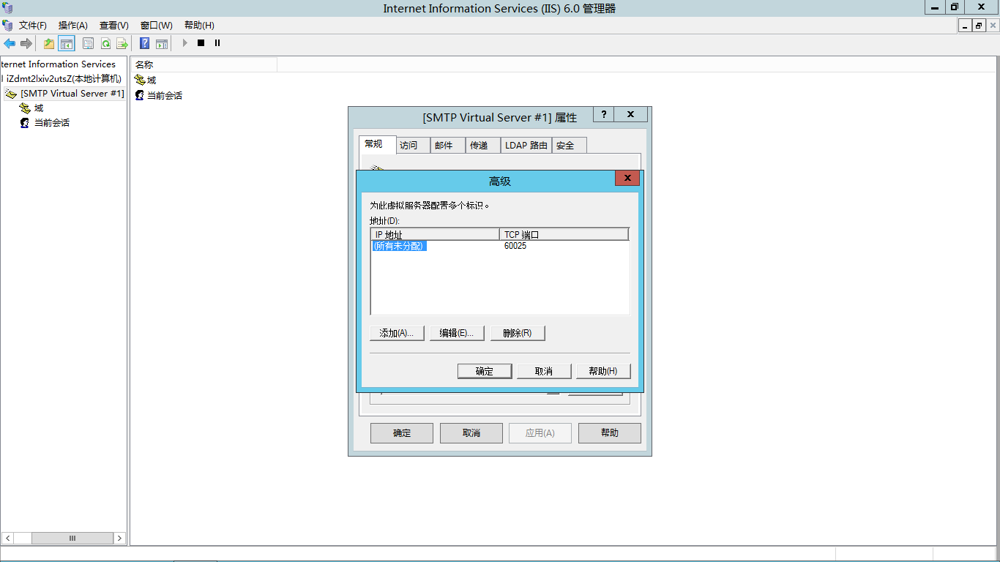 Internet Information Services (IIS) 6.0 管理器
文件(F) 操作(A) 查看(V) 窗口(W) 帮助(H)
ternet Information Services
iZdmt2lxiv2utsZ(本地计算机)
[SMTP Virtual Server #1]
域
当前会话
名称
域
当前会话
[SMTP Virtual Server #1] 属性
常规 访问 邮件 传递 LDAP 路由 安全
高级
为此虚拟服务器配置多个标识。
地址(D):
IP 地址 TCP 端口
(所有未分配) 60025
添加(A)... 编辑(E)... 删除(R)
确定 取消 帮助(H)
确定 取消 应用(A) 帮助